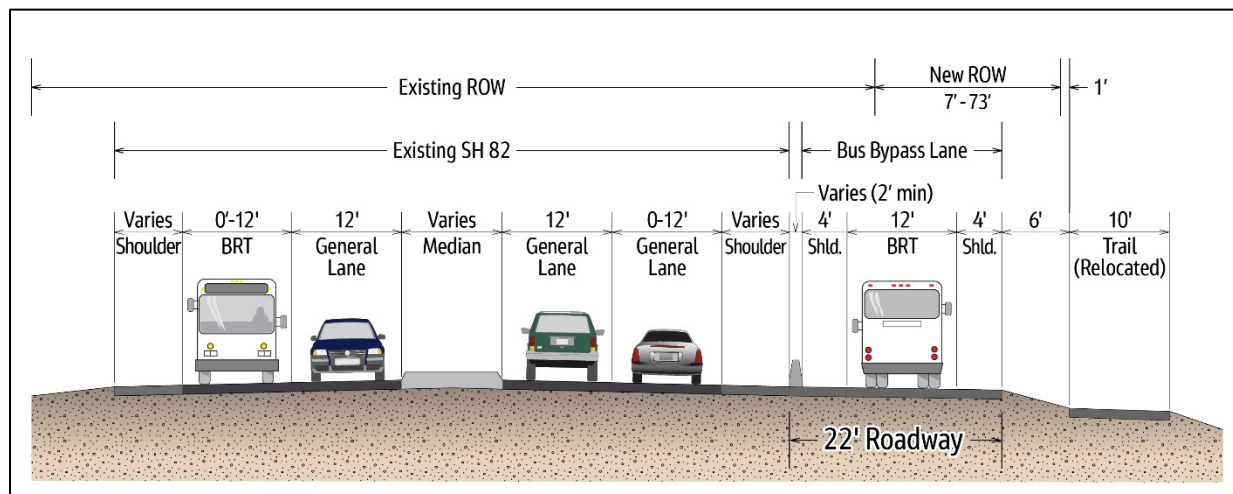 Existing ROW
New ROW
7' - 73'
1'
Existing SH 82
Bus Bypass Lane
Varies (2' min)
Varies
Shoulder
0'-12'
BRT
12'
General
Lane
Varies
Median
12'
General
Lane
0-12'
General
Lane
Varies
Shoulder
4'
Shld.
12'
BRT
4'
Shld.
6'
10'
Trail
(Relocated)
22' Roadway